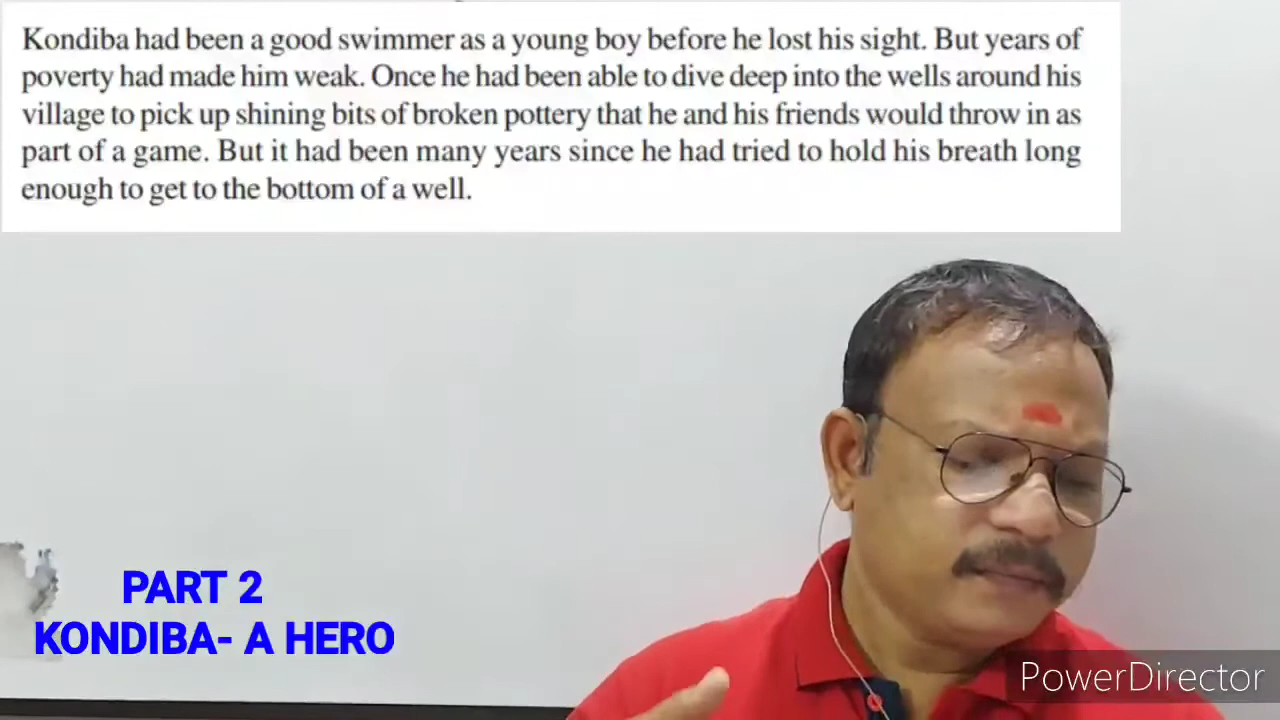 Kondiba had been a good swimmer as a young boy before he lost his sight. But years of
poverty had made him weak. Once he had been able to dive deep into the wells around his
village to pick up shining bits of broken pottery that he and his friends would throw in as
part of a game. But it had been many years since he had tried to hold his breath long
enough to get to the bottom of a well.
PART 2
KONDIBA- A HERO
PowerDirector